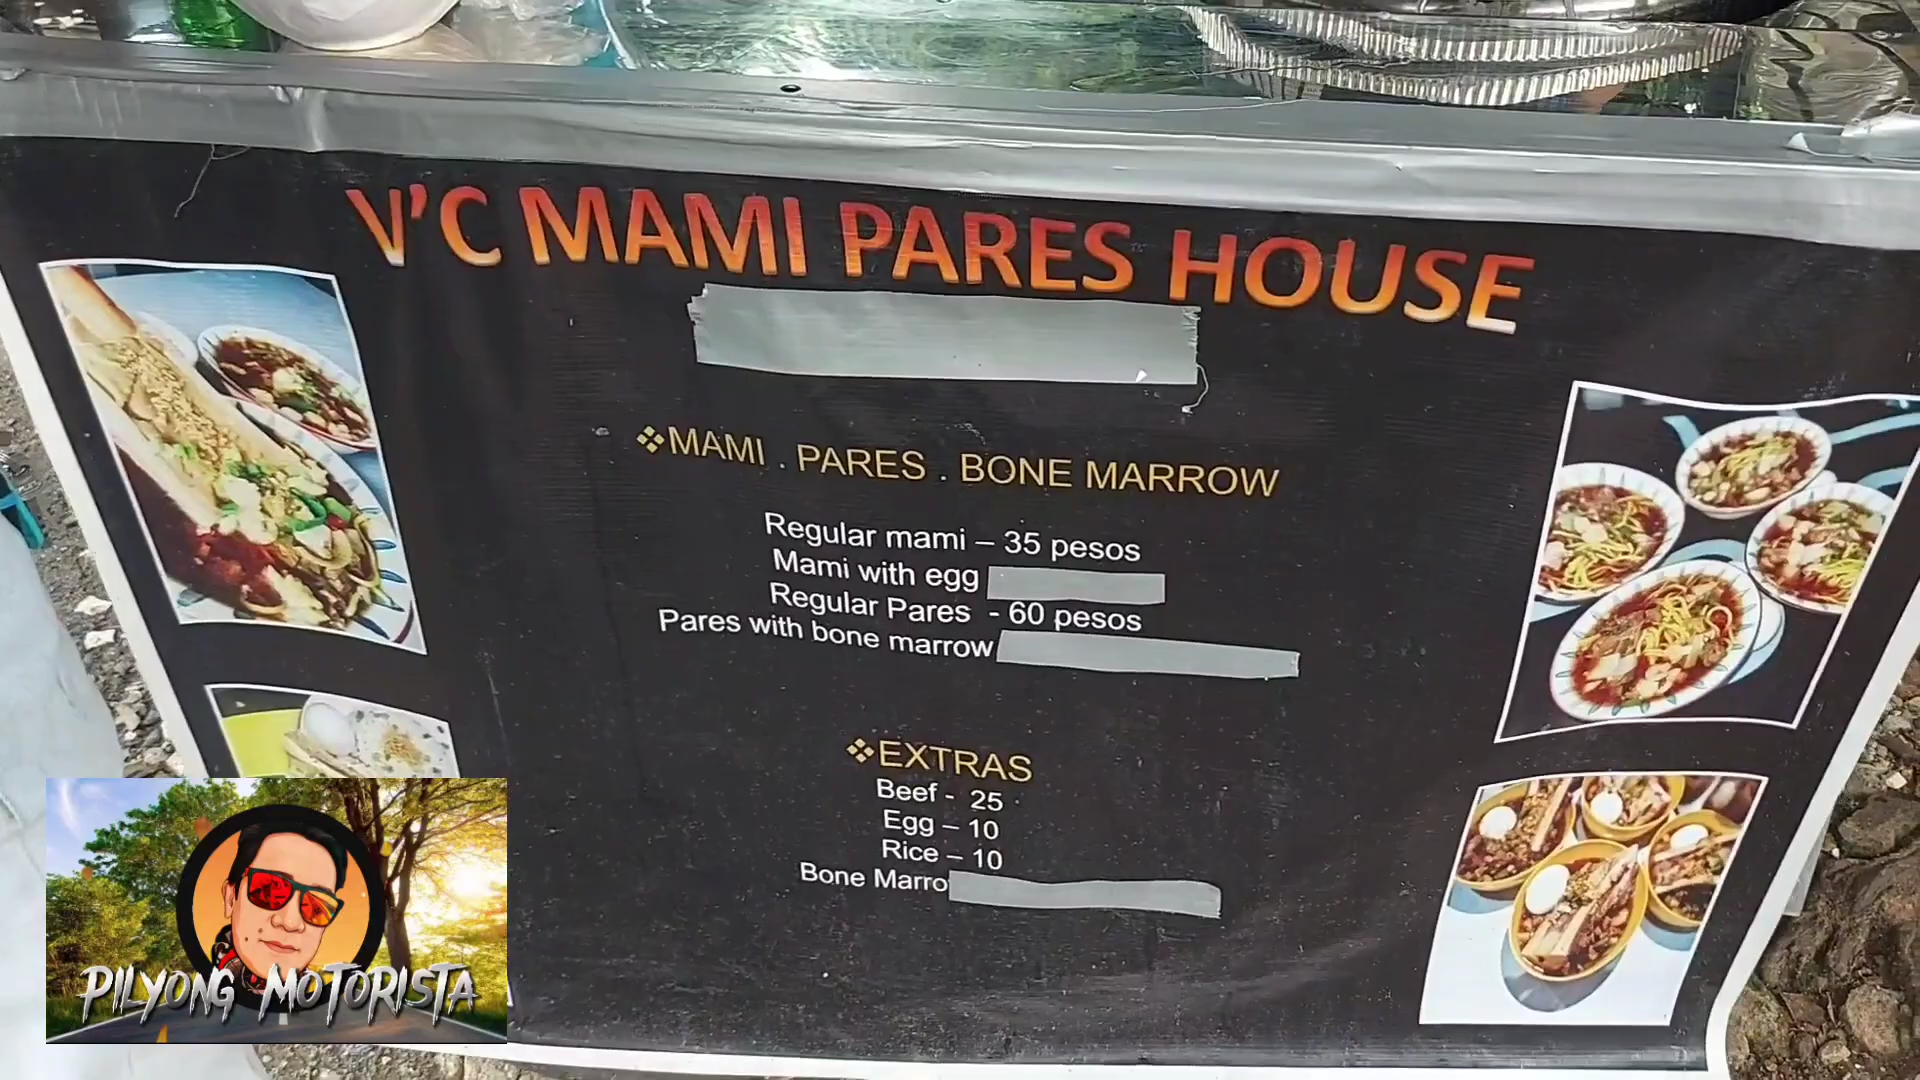 V'C MAMI PARES HOUSE
❖MAMI . PARES . BONE MARROW
Regular mami – 35 pesos
Mami with egg
Regular Pares - 60 pesos
Pares with bone marrow
❖EXTRAS
Beef - 25
Egg – 10
Rice – 10
Bone Marro
PILYONG MOTORISTA